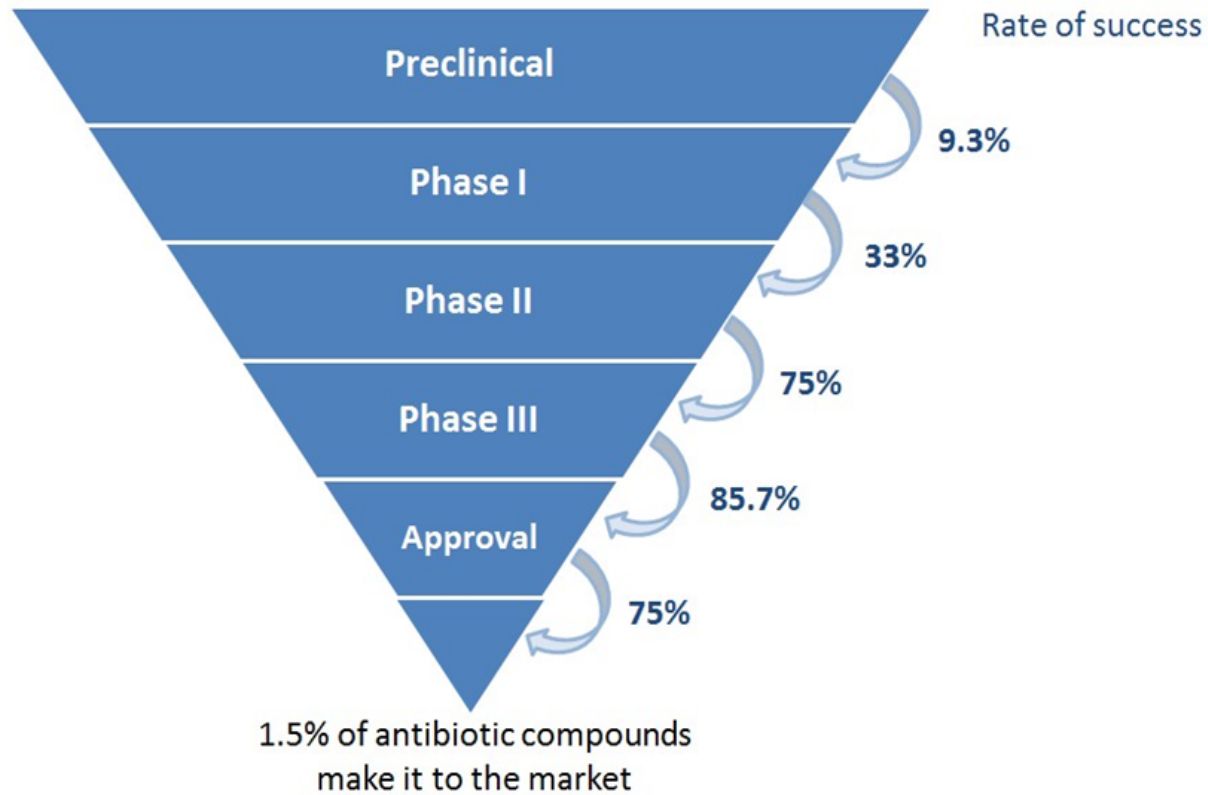 Rate of success
Preclinical
9.3%
Phase I
33%
Phase II
75%
Phase III
85.7%
Approval
75%
1.5% of antibiotic compounds
make it to the market